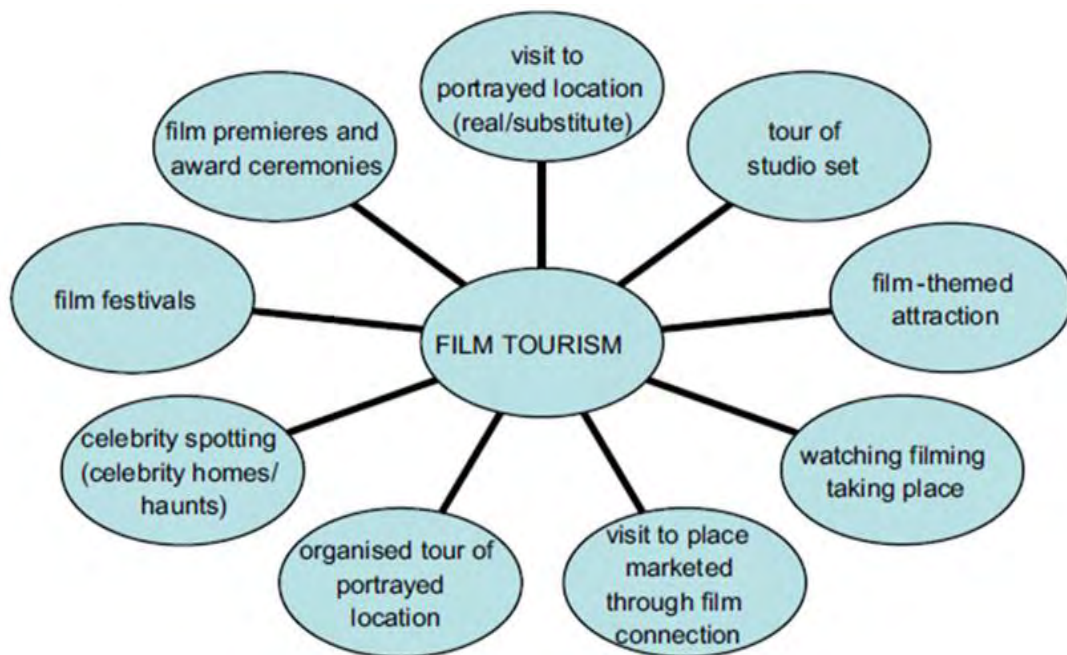 visit to
portrayed location
(real/substitute)
tour of
studio set
film-themed
attraction
watching filming
taking place
visit to place
marketed
through film
connection
organised tour of
portrayed
location
celebrity spotting
(celebrity homes/
haunts)
film festivals
film premieres and
award ceremonies
FILM TOURISM